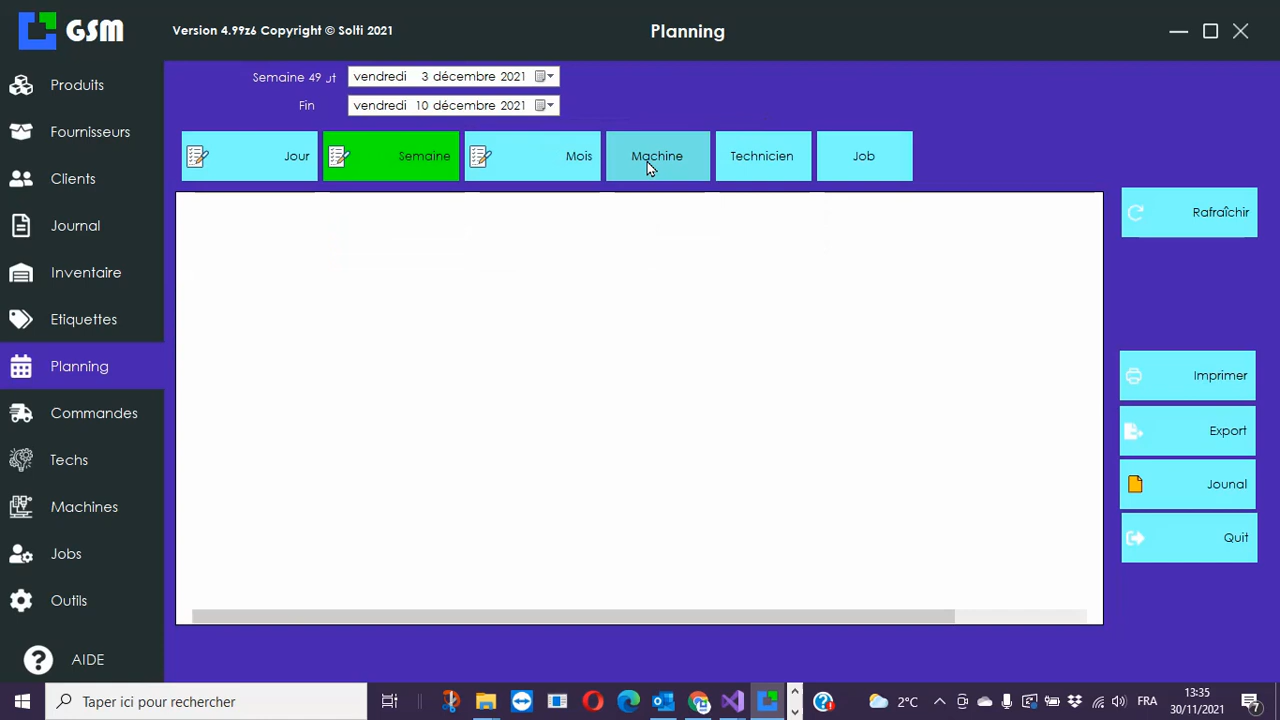 GSM
Version 4.99z6 Copyright © Solti 2021
Planning
Semaine 49 ut
vendredi 3 décembre 2021
Fin
vendredi 10 décembre 2021
Jour
Semaine
Mois
Machine
Technicien
Job
Produits
Fournisseurs
Clients
Journal
Inventaire
Etiquettes
Planning
Commandes
Techs
Machines
Jobs
Outils
? AIDE
Rafraîchir
Imprimer
Export
Jounal
Quit
Taper ici pour rechercher
2°C
FRA
13:35
30/11/2021
7